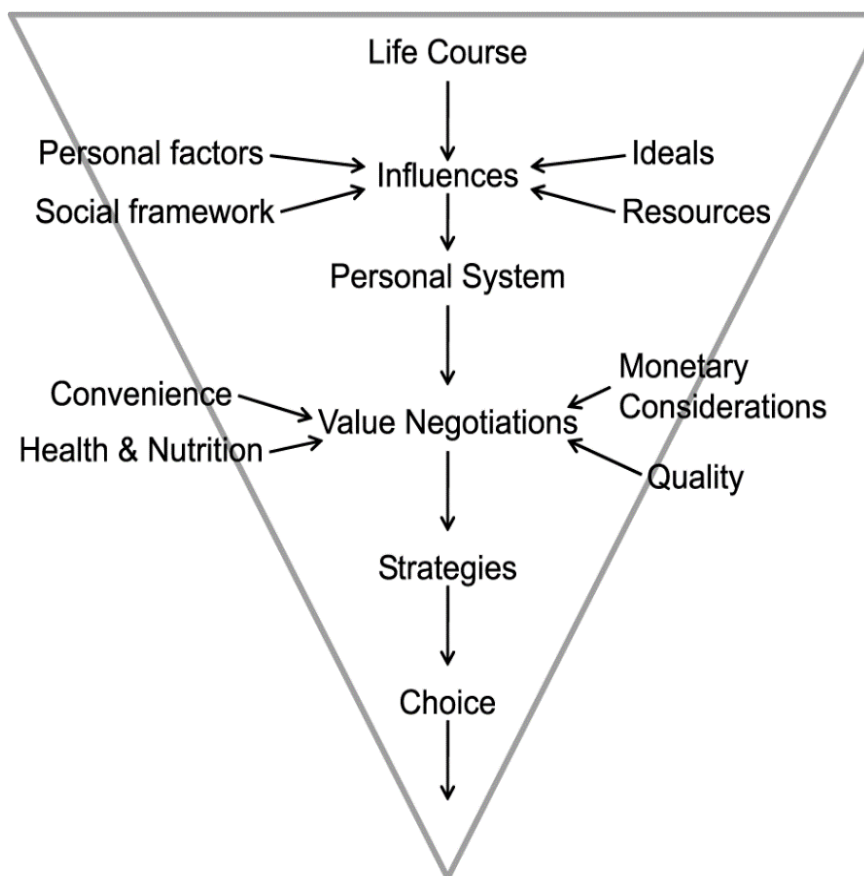 Life Course
Personal factors
Ideals
Influences
Social framework
Resources
Personal System
Monetary
Considerations
Convenience
Value Negotiations
Health & Nutrition
Quality
Strategies
Choice